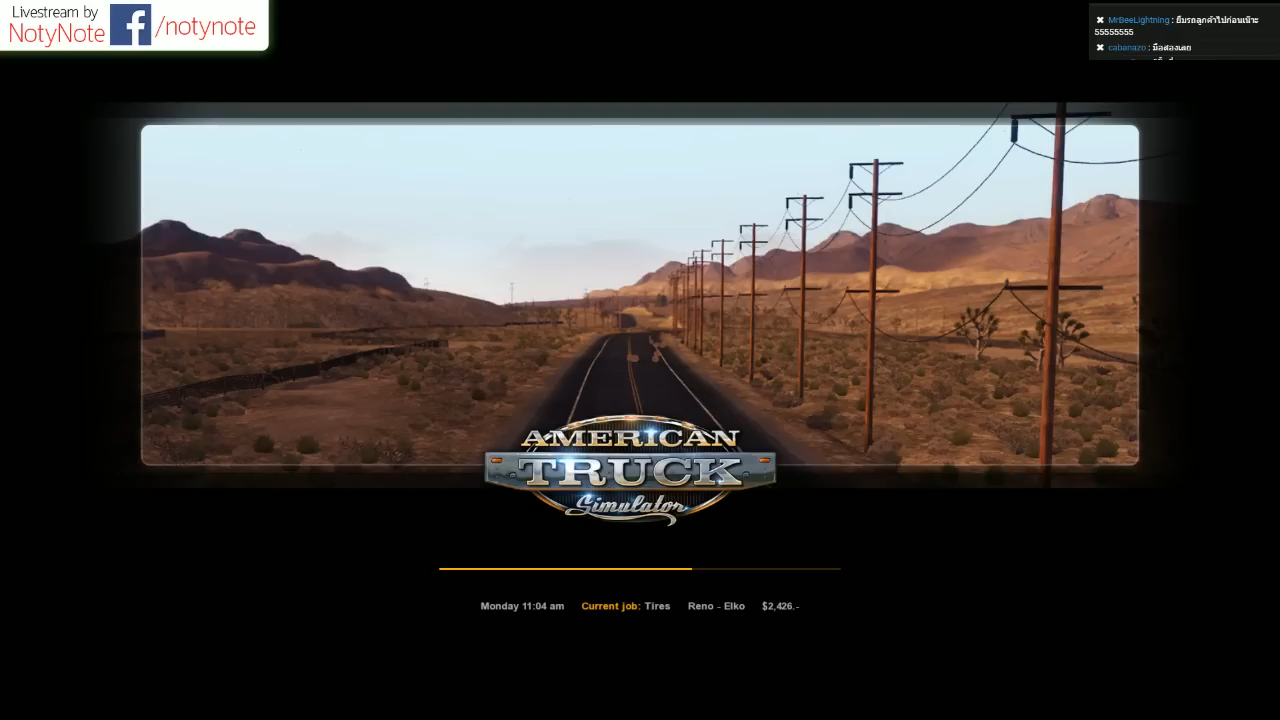 Livestream by
NotyNote
/notynote
MrBeeLightning : ยืมรถลูกค้าไปก่อนเน้าะ
55555555
cabanazo : มือสองเลย
AMERICAN
TRUCK
Simulator
Monday 11:04 am Current job: Tires Reno - Elko $2,426.-